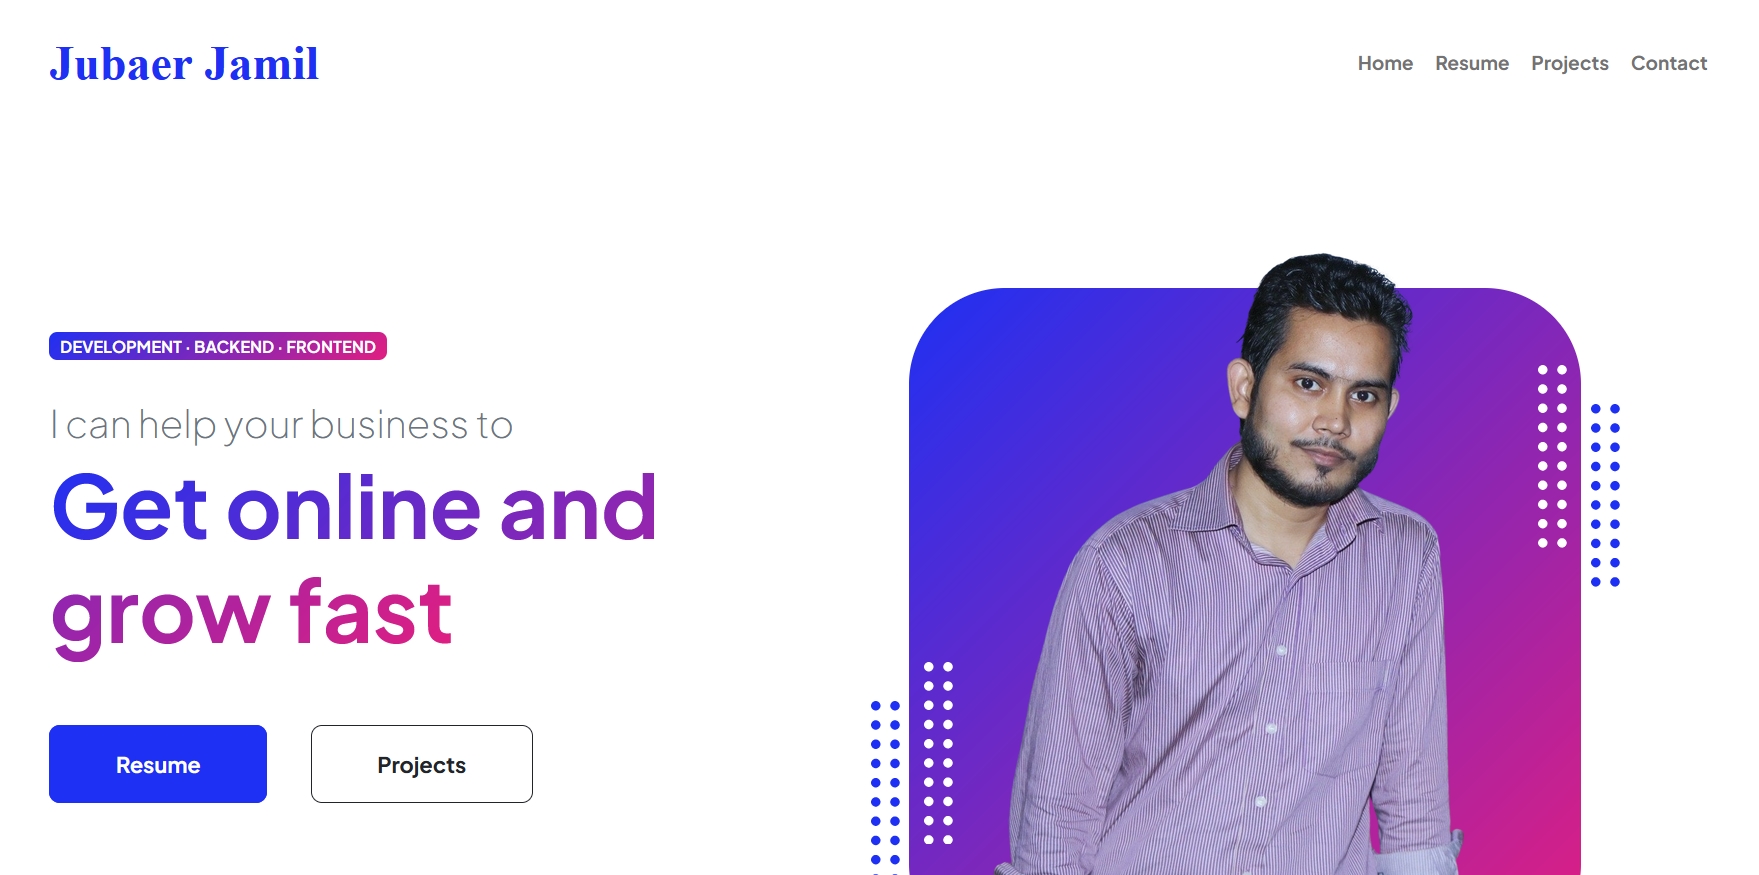 Jubaer Jamil
Home Resume Projects Contact
DEVELOPMENT · BACKEND · FRONTEND
I can help your business to
Get online and
grow fast
Resume Projects